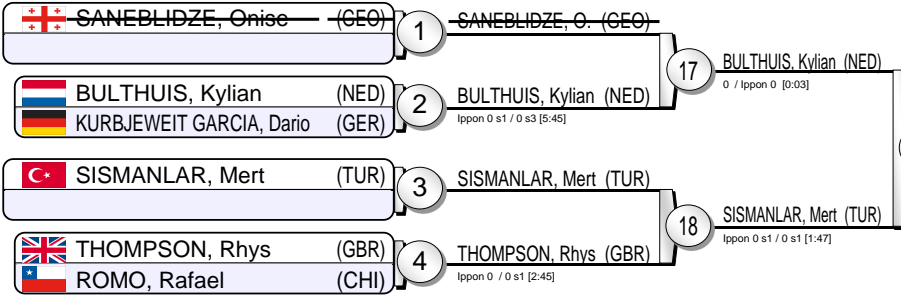 SANEBLIDZE, Onise (GEO)
1
BULTHUIS, Kylian (NED)
KURBJEWEIT GARCIA, Dario (GER)
2
SISMANLAR, Mert (TUR)
3
THOMPSON, Rhys (GBR)
ROMO, Rafael (CHI)
4
SANEBLIDZE, O. (GEO)
BULTHUIS, Kylian (NED)
Ippon 0 s1 / 0 s3 [5:45]
17
SISMANLAR, Mert (TUR)
THOMPSON, Rhys (GBR)
Ippon 0 / 0 s1 [2:45]
18
BULTHUIS, Kylian (NED)
0 / Ippon 0 [0:03]
SISMANLAR, Mert (TUR)
Ippon 0 s1 / 0 s1 [1:47]